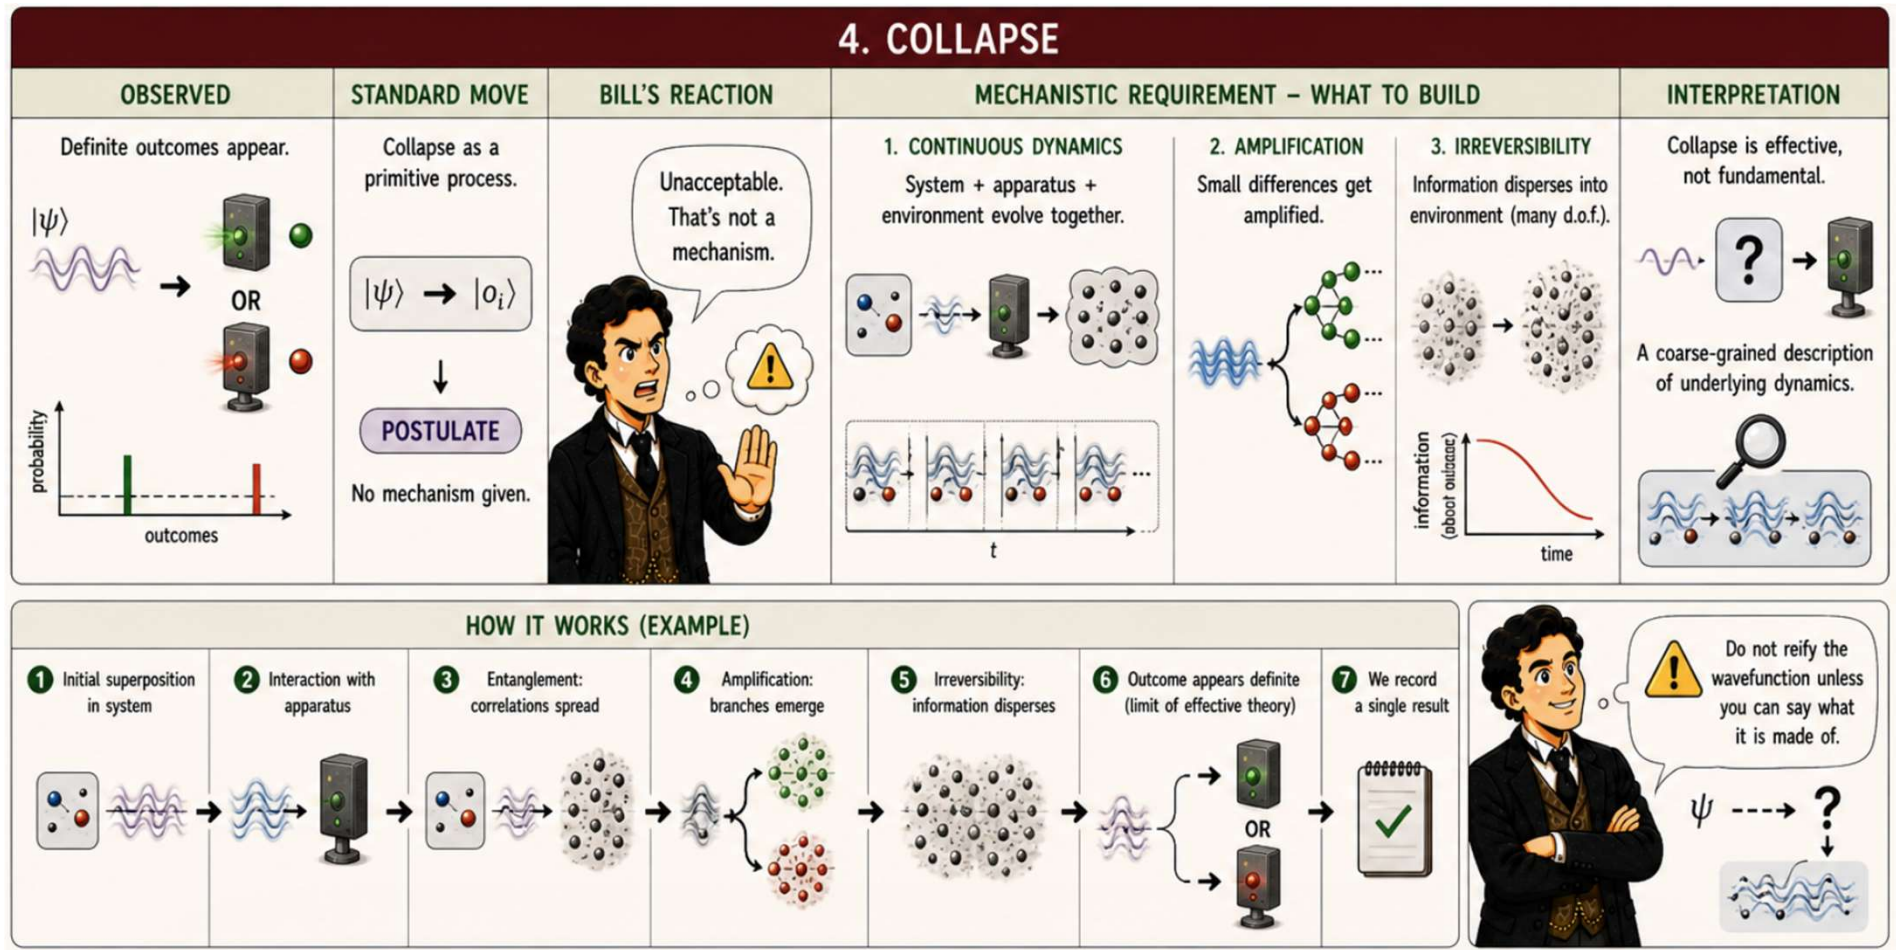 4. COLLAPSE
OBSERVED
Definite outcomes appear.
|ψ⟩
OR
probability
outcomes
STANDARD MOVE
Collapse as a
primitive process.
|ψ⟩ → |oᵢ⟩
POSTULATE
No mechanism given.
BILL'S REACTION
Unacceptable.
That's not a
mechanism.
MECHANISTIC REQUIREMENT – WHAT TO BUILD
1. CONTINUOUS DYNAMICS
System + apparatus +
environment evolve together.
...
t
2. AMPLIFICATION
Small differences get
amplified.
...
...
...
...
3. IRREVERSIBILITY
Information disperses into
environment (many d.o.f.).
information
time
INTERPRETATION
Collapse is effective,
not fundamental.
?
A coarse-grained description
of underlying dynamics.
HOW IT WORKS (EXAMPLE)
1 Initial superposition
in system
2 Interaction with
apparatus
3 Entanglement:
correlations spread
4 Amplification:
branches emerge
5 Irreversibility:
information disperses
6 Outcome appears definite
(limit of effective theory)
OR
7 We record
a single result
Do not reify the
wavefunction unless
you can say what
it is made of.
ψ ?